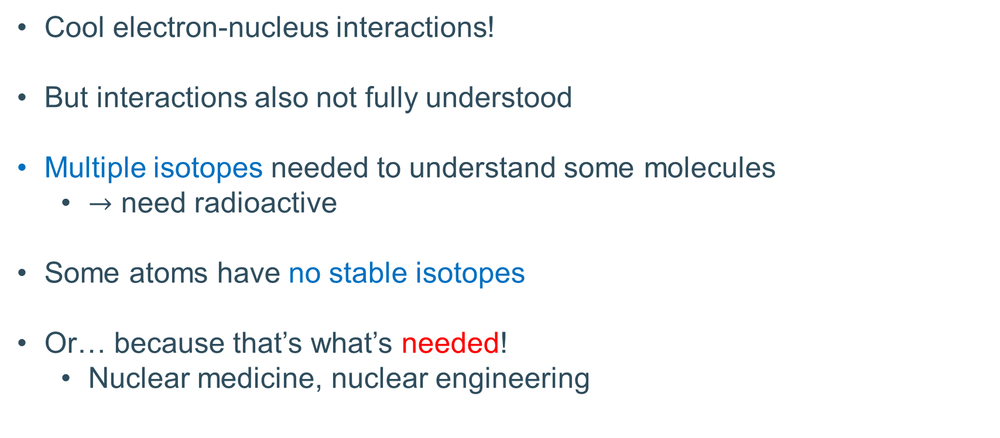 • Cool electron-nucleus interactions!
• But interactions also not fully understood
• Multiple isotopes needed to understand some molecules
• → need radioactive
• Some atoms have no stable isotopes
• Or… because that’s what’s needed!
• Nuclear medicine, nuclear engineering